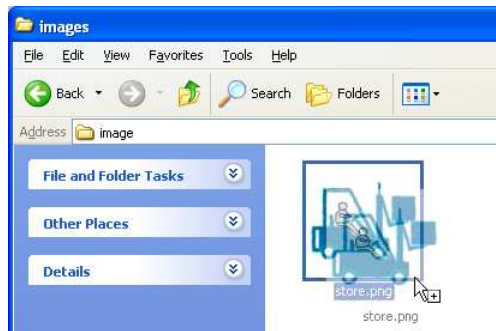 images
File Edit View Favorites Tools Help
Back Search Folders
Address image
File and Folder Tasks
Other Places
Details
store.png
store.png